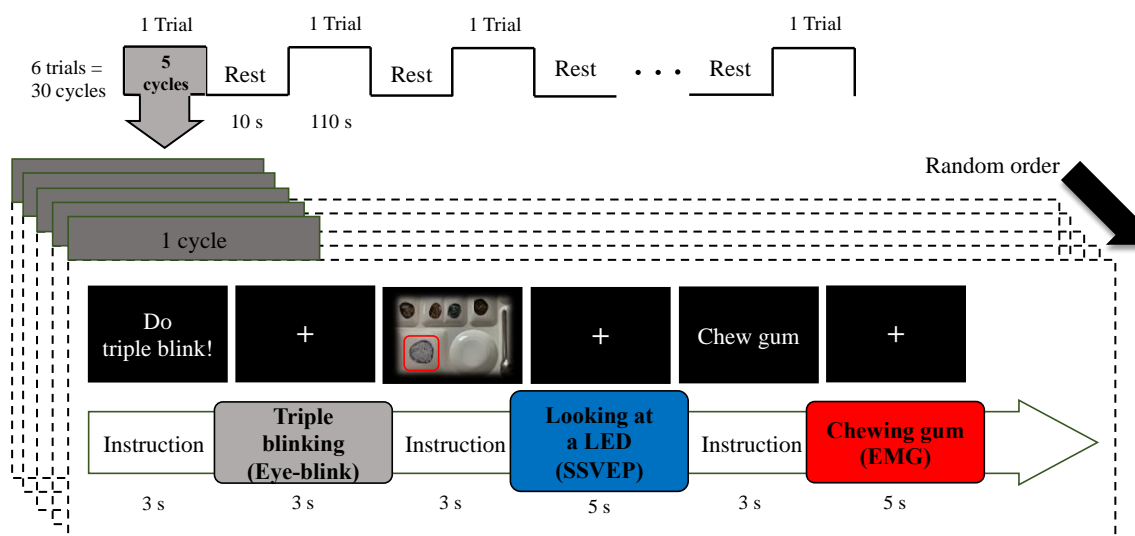 1 Trial
1 Trial
1 Trial
1 Trial
6 trials =
30 cycles
5
cycles
Rest
Rest
Rest
. . .
Rest
10 s
110 s
Random order
1 cycle
Do
triple blink!
+
+
Chew gum
+
Instruction
Triple
blinking
(Eye-blink)
Instruction
Looking at
a LED
(SSVEP)
Instruction
Chewing gum
(EMG)
3 s
3 s
3 s
5 s
3 s
5 s